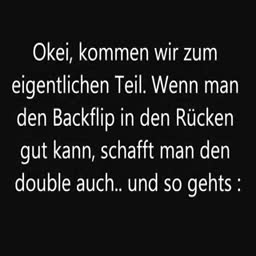 Okei, kommen wir zum
eigentlichen Teil. Wenn man
den Backflip in den Rücken
gut kann, schafft man den
double auch.. und so gehts :